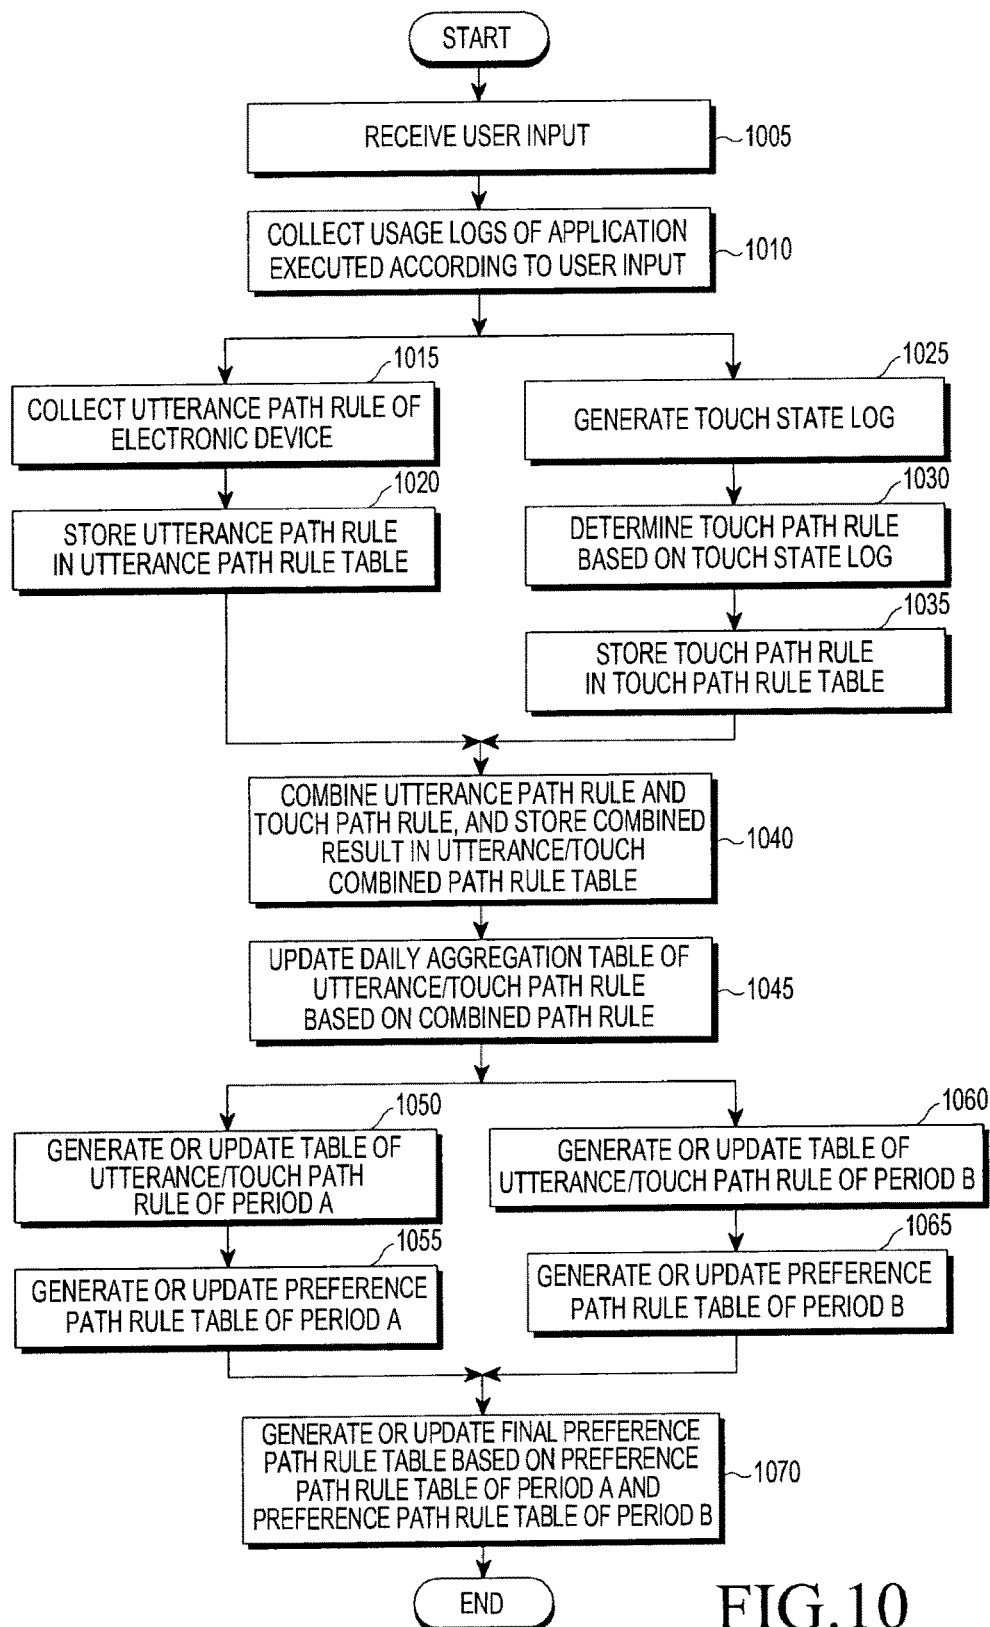 START
RECEIVE USER INPUT
1005
COLLECT USAGE LOGS OF APPLICATION
EXECUTED ACCORDING TO USER INPUT
1010
1015
COLLECT UTTERANCE PATH RULE OF
ELECTRONIC DEVICE
1020
STORE UTTERANCE PATH RULE
IN UTTERANCE PATH RULE TABLE
1025
GENERATE TOUCH STATE LOG
1030
DETERMINE TOUCH PATH RULE
BASED ON TOUCH STATE LOG
1035
STORE TOUCH PATH RULE
IN TOUCH PATH RULE TABLE
COMBINE UTTERANCE PATH RULE AND
TOUCH PATH RULE, AND STORE COMBINED
RESULT IN UTTERANCE/TOUCH
COMBINED PATH RULE TABLE
1040
UPDATE DAILY AGGREGATION TABLE OF
UTTERANCE/TOUCH PATH RULE
BASED ON COMBINED PATH RULE
1045
1050
GENERATE OR UPDATE TABLE OF
UTTERANCE/TOUCH PATH
RULE OF PERIOD A
1055
GENERATE OR UPDATE PREFERENCE
PATH RULE TABLE OF PERIOD A
1060
GENERATE OR UPDATE TABLE OF
UTTERANCE/TOUCH PATH RULE OF PERIOD B
1065
GENERATE OR UPDATE PREFERENCE
PATH RULE TABLE OF PERIOD B
GENERATE OR UPDATE FINAL PREFERENCE
PATH RULE TABLE BASED ON PREFERENCE
PATH RULE TABLE OF PERIOD A AND
PREFERENCE PATH RULE TABLE OF PERIOD B
1070
END
FIG.10